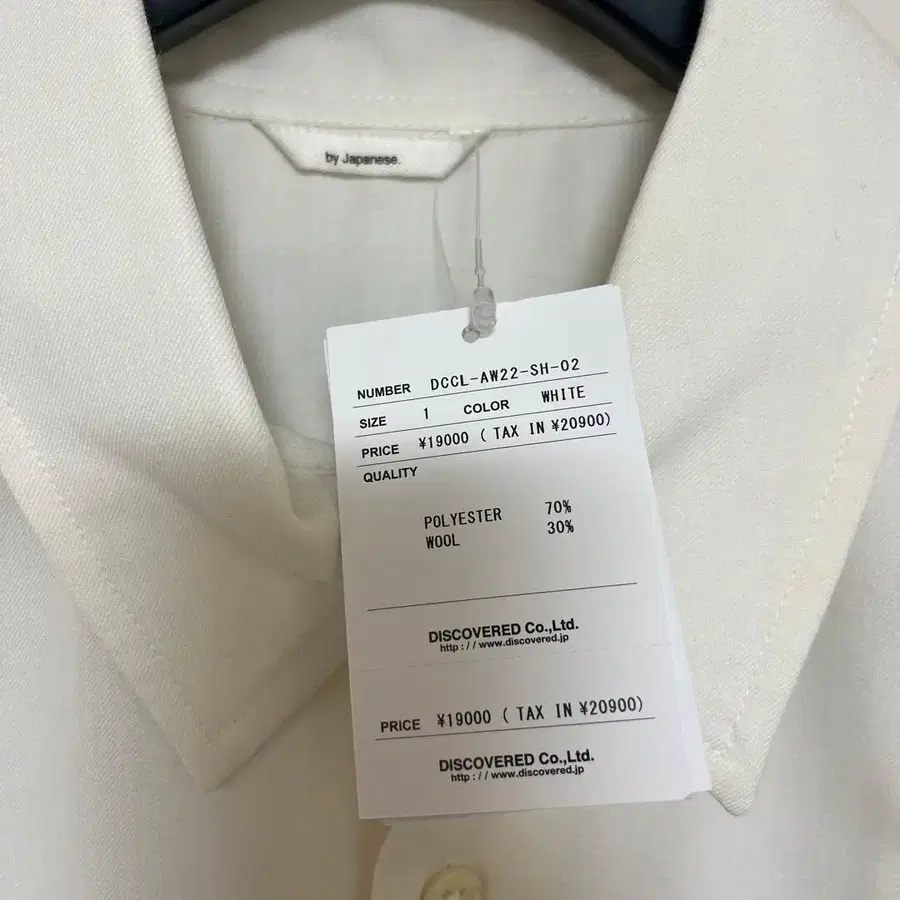 by Japanese.
NUMBER DCCL-AW22-SH-02
SIZE 1 COLOR WHITE
PRICE ¥19000 ( TAX IN ¥20900)
QUALITY
POLYESTER 70%
WOOL 30%
DISCOVERED Co.,Ltd.
http://www.discovered.jp
PRICE ¥19000 ( TAX IN ¥20900)
DISCOVERED Co.,Ltd.
http://www.discovered.jp